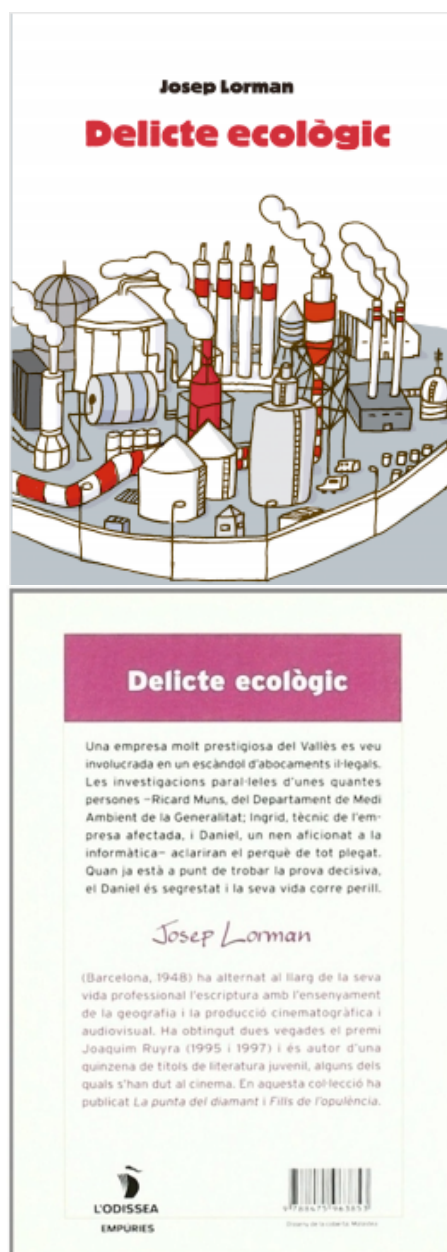 Josep Lorman
Delicte ecològic
Delicte ecològic
Una empresa molt prestigiosa del Vallès es veu
involucrada en un escàndol d'abocaments il·legals.
Les investigacions paral·leles d'unes quantes
persones —Ricard Muns, del Departament de Medi
Ambient de la Generalitat; Ingrid, tècnic de l'em-
presa afectada, i Daniel, un nen aficionat a la
informàtica— aclariran el perquè de tot plegat.
Quan ja està a punt de trobar la prova decisiva,
el Daniel és segrestat i la seva vida corre perill.
Josep Lorman
(Barcelona, 1948) ha alternat al llarg de la seva
vida professional l'escriptura amb l'ensenyament
de la geografia i la producció cinematogràfica i
audiovisual. Ha obtingut dues vegades el premi
Joaquim Ruyra (1995 i 1997) i és autor d'una
quinzena de títols de literatura juvenil, alguns dels
quals s'han dut al cinema. En aquesta col·lecció ha
publicat La punta del diamant i Fills de l'opulència.
L'ODISSEA
EMPÚRIES
9 788475 963853
Disseny de la coberta: